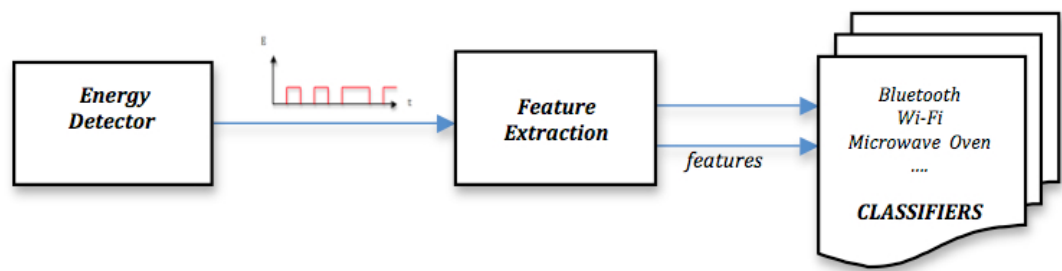 Energy
Detector
E
t
Feature
Extraction
features
Bluetooth
Wi-Fi
Microwave Oven
....
CLASSIFIERS